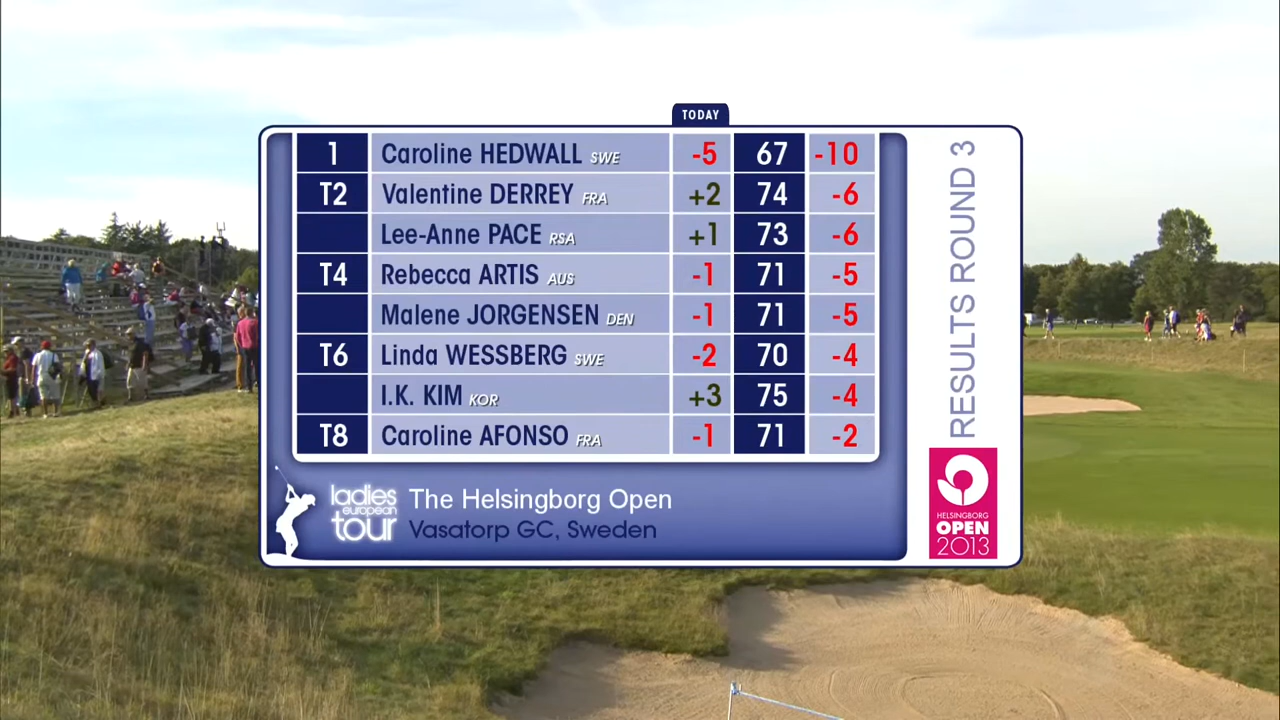 TODAY
1 Caroline HEDWALL SWE -5 67 -10
T2 Valentine DERREY FRA +2 74 -6
Lee-Anne PACE RSA +1 73 -6
T4 Rebecca ARTIS AUS -1 71 -5
Malene JORGENSEN DEN -1 71 -5
T6 Linda WESSBERG SWE -2 70 -4
I.K. KIM KOR +3 75 -4
T8 Caroline AFONSO FRA -1 71 -2
RESULTS ROUND 3
ladies
european
tour
The Helsingborg Open
Vasatorp GC, Sweden
HELSINGBORG
OPEN
2013